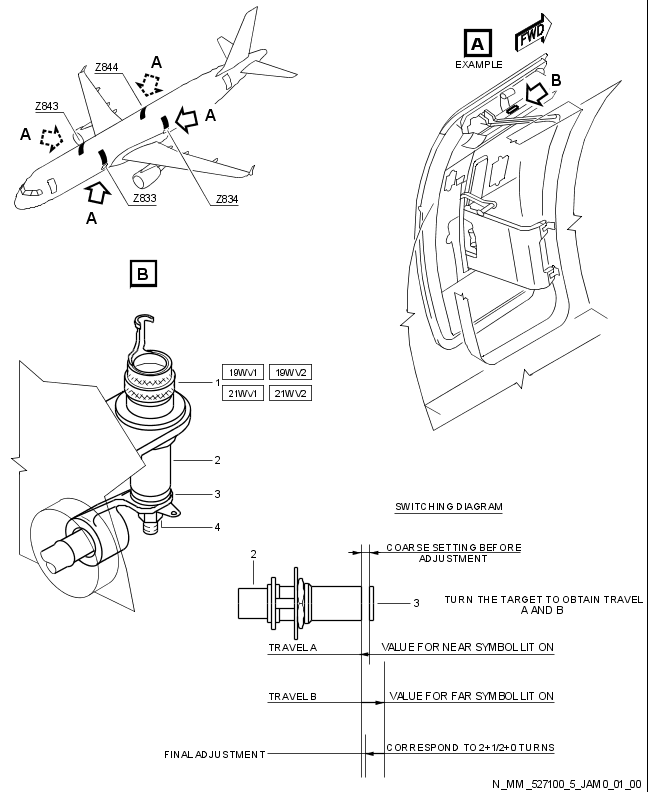 A
FWD
EXAMPLE
B
Z844
A
Z843
A
A
A
Z833
Z834
B
1
19WV1
19WV2
21WV1
21WV2
2
3
4
SWITCHING DIAGRAM
COARSE SETTING BEFORE
ADJUSTMENT
2
3
TURN THE TARGET TO OBTAIN TRAVEL
A AND B
TRAVEL A
VALUE FOR NEAR SYMBOL LIT ON
TRAVEL B
VALUE FOR FAR SYMBOL LIT ON
FINAL ADJUSTMENT
CORRESPOND TO 2+1/2+0 TURNS
N_MM_527100_5_JAM0_01_00